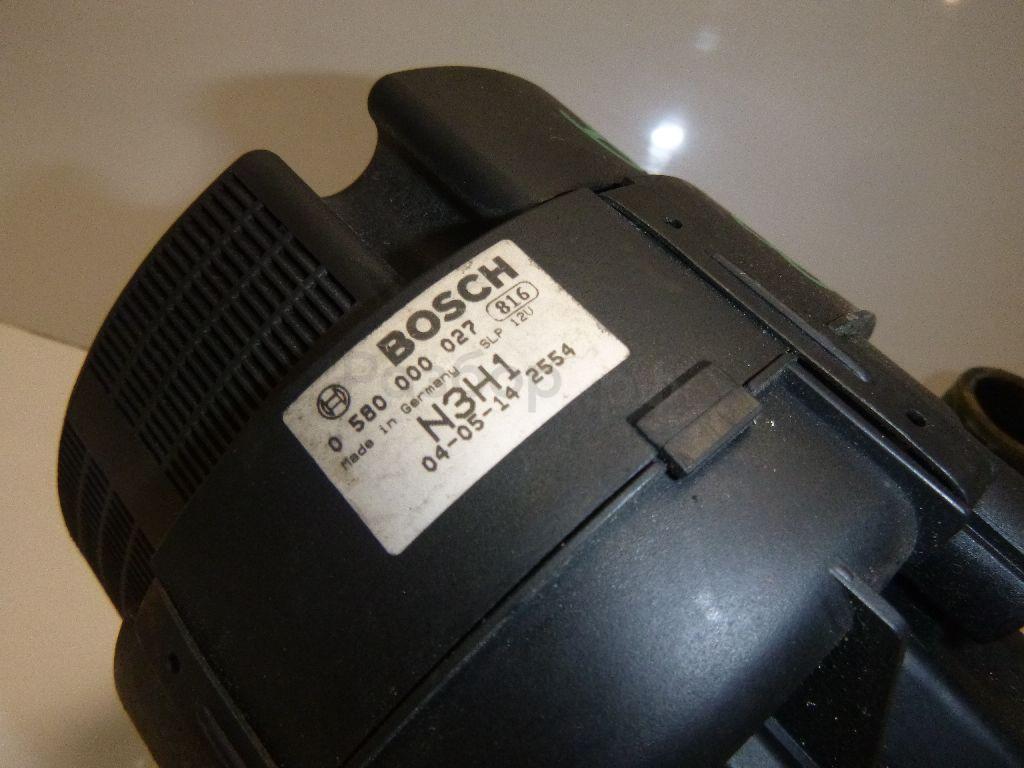 BOSCH
0 580 000 027 816
Made in Germany SLP 12V
N3H1
04-05-14 2554